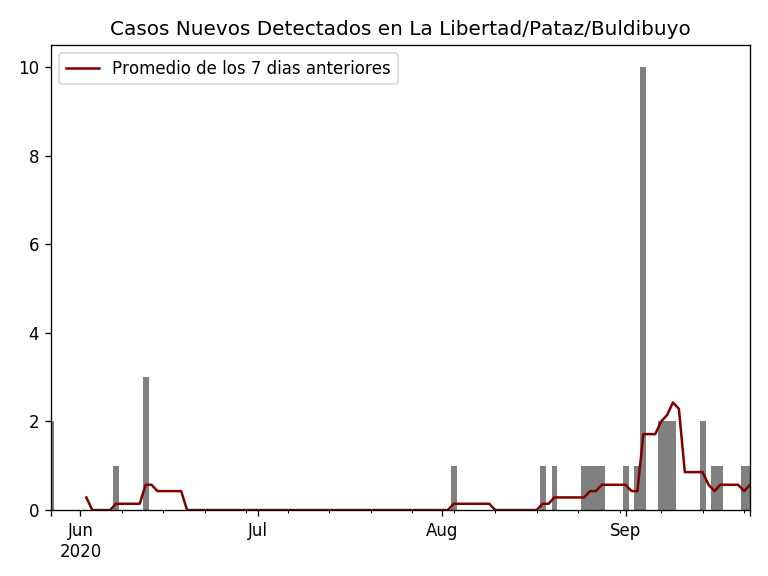 Casos Nuevos Detectados en La Libertad/Pataz/Buldibuyo
Promedio de los 7 dias anteriores
10
8
6
4
2
0
Jun
2020
Jul
Aug
Sep